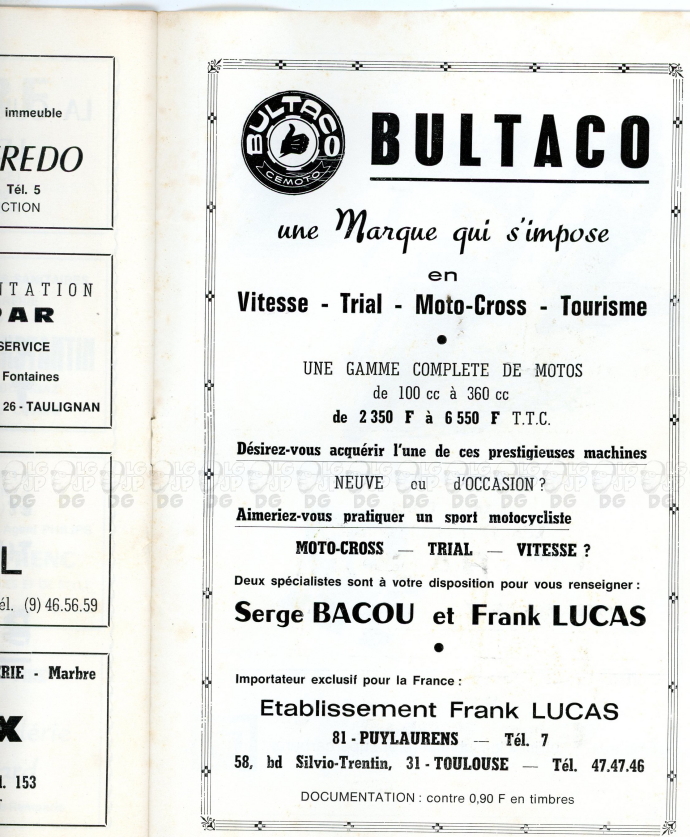 immeuble
REDO
Tél. 5
CTION
NTATION
PAR
SERVICE
Fontaines
26 - TAULIGNAN
L
él. (9) 46.56.59
RIE - Marbre
X
l. 153
BULTACO
CEMOTO
BULTACO
une Marque qui s'impose
en
Vitesse - Trial - Moto-Cross - Tourisme
UNE GAMME COMPLETE DE MOTOS
de 100 cc à 360 cc
de 2 350 F à 6 550 F T.T.C.
Désirez-vous acquérir l'une de ces prestigieuses machines
NEUVE ou d'OCCASION ?
Aimeriez-vous pratiquer un sport motocycliste
MOTO-CROSS — TRIAL — VITESSE ?
Deux spécialistes sont à votre disposition pour vous renseigner :
Serge BACOU et Frank LUCAS
Importateur exclusif pour la France :
Etablissement Frank LUCAS
81 - PUYLAURENS — Tél. 7
58, bd Silvio-Trentin, 31 - TOULOUSE — Tél. 47.47.46
DOCUMENTATION : contre 0,90 F en timbres